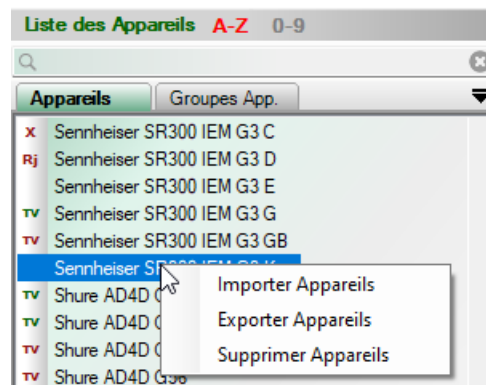 Liste des Appareils A-Z 0-9
Appareils Groupes App.
X Sennheiser SR300 IEM G3 C
Rj Sennheiser SR300 IEM G3 D
Sennheiser SR300 IEM G3 E
TV Sennheiser SR300 IEM G3 G
TV Sennheiser SR300 IEM G3 GB
Sennheiser
Importer Appareils
TV Shure AD4D
Exporter Appareils
TV Shure AD4D
TV Shure AD4D
Supprimer Appareils
TV Shure AD4D G56